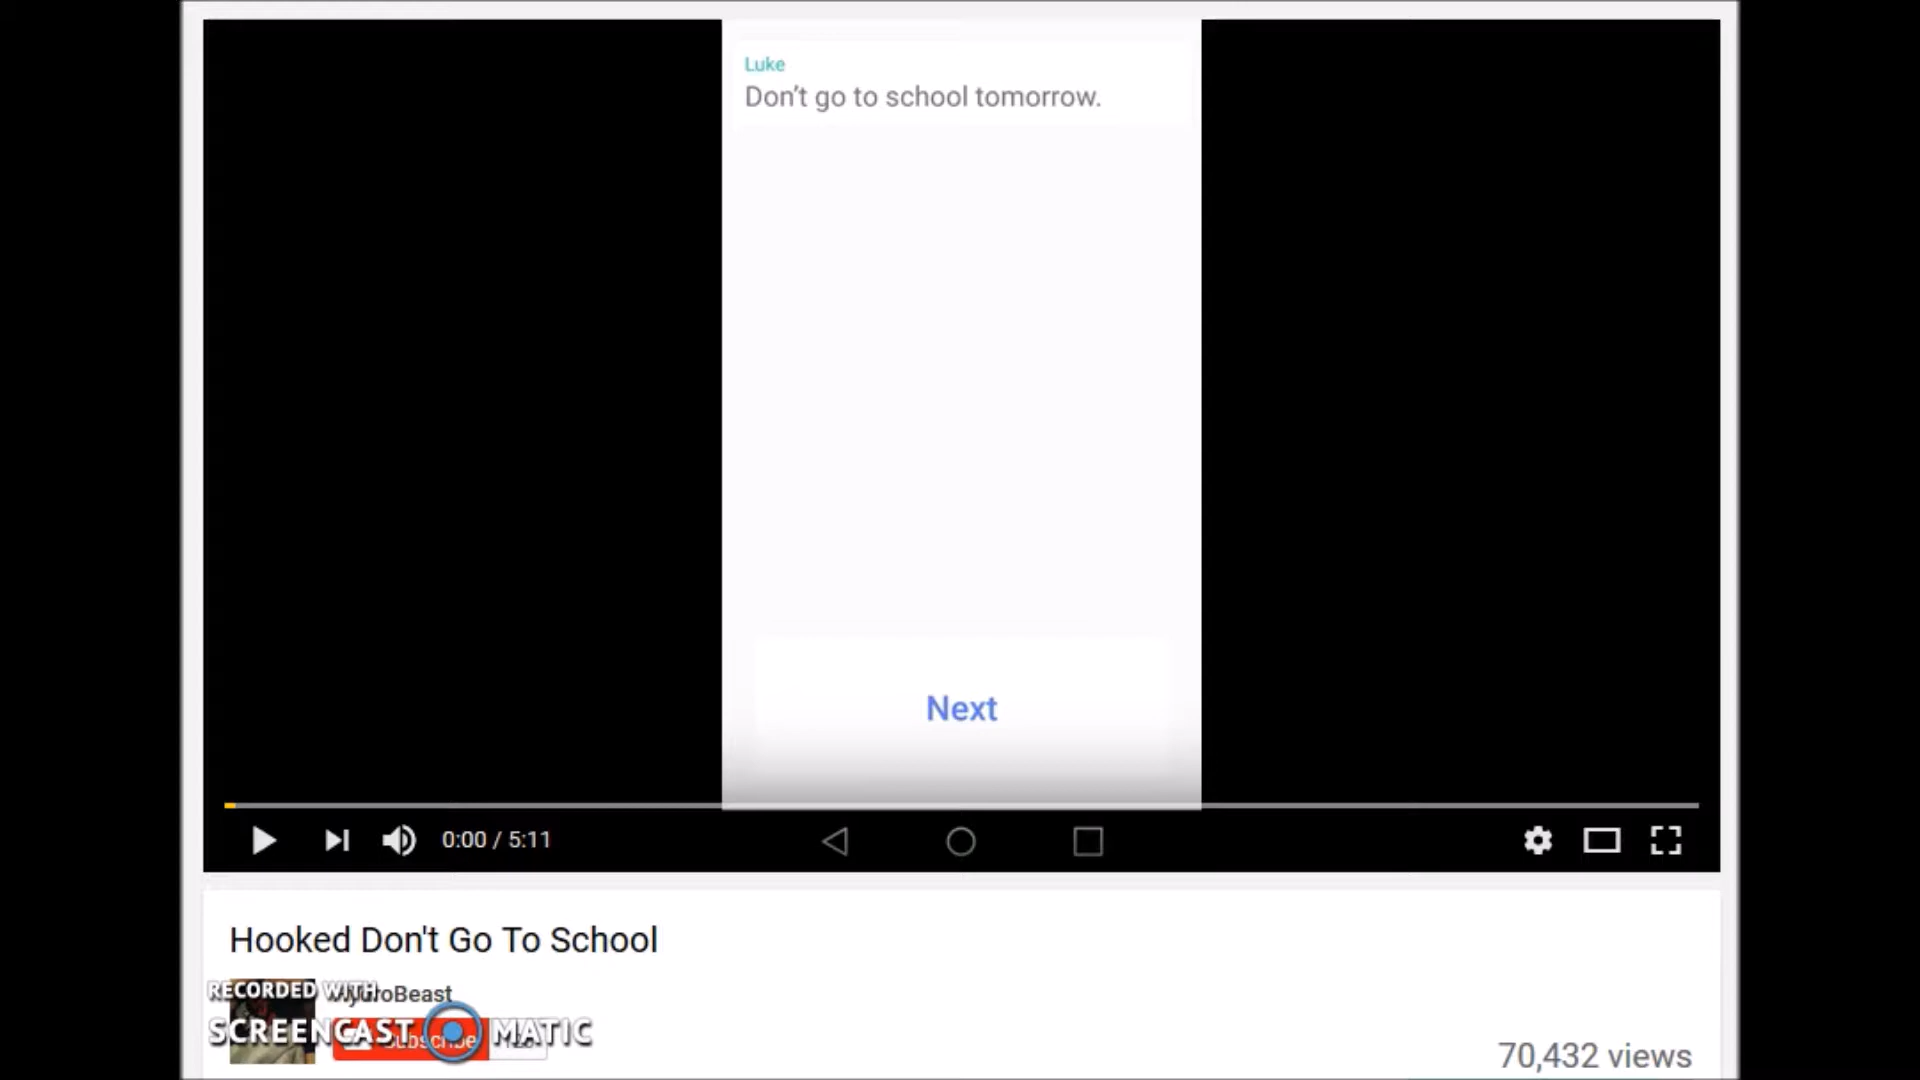 Luke
Don't go to school tomorrow.
Next
0:00 / 5:11
Hooked Don't Go To School
RECORDED WITH
SCREENCAST MATIC
Subscribe
70,432 views